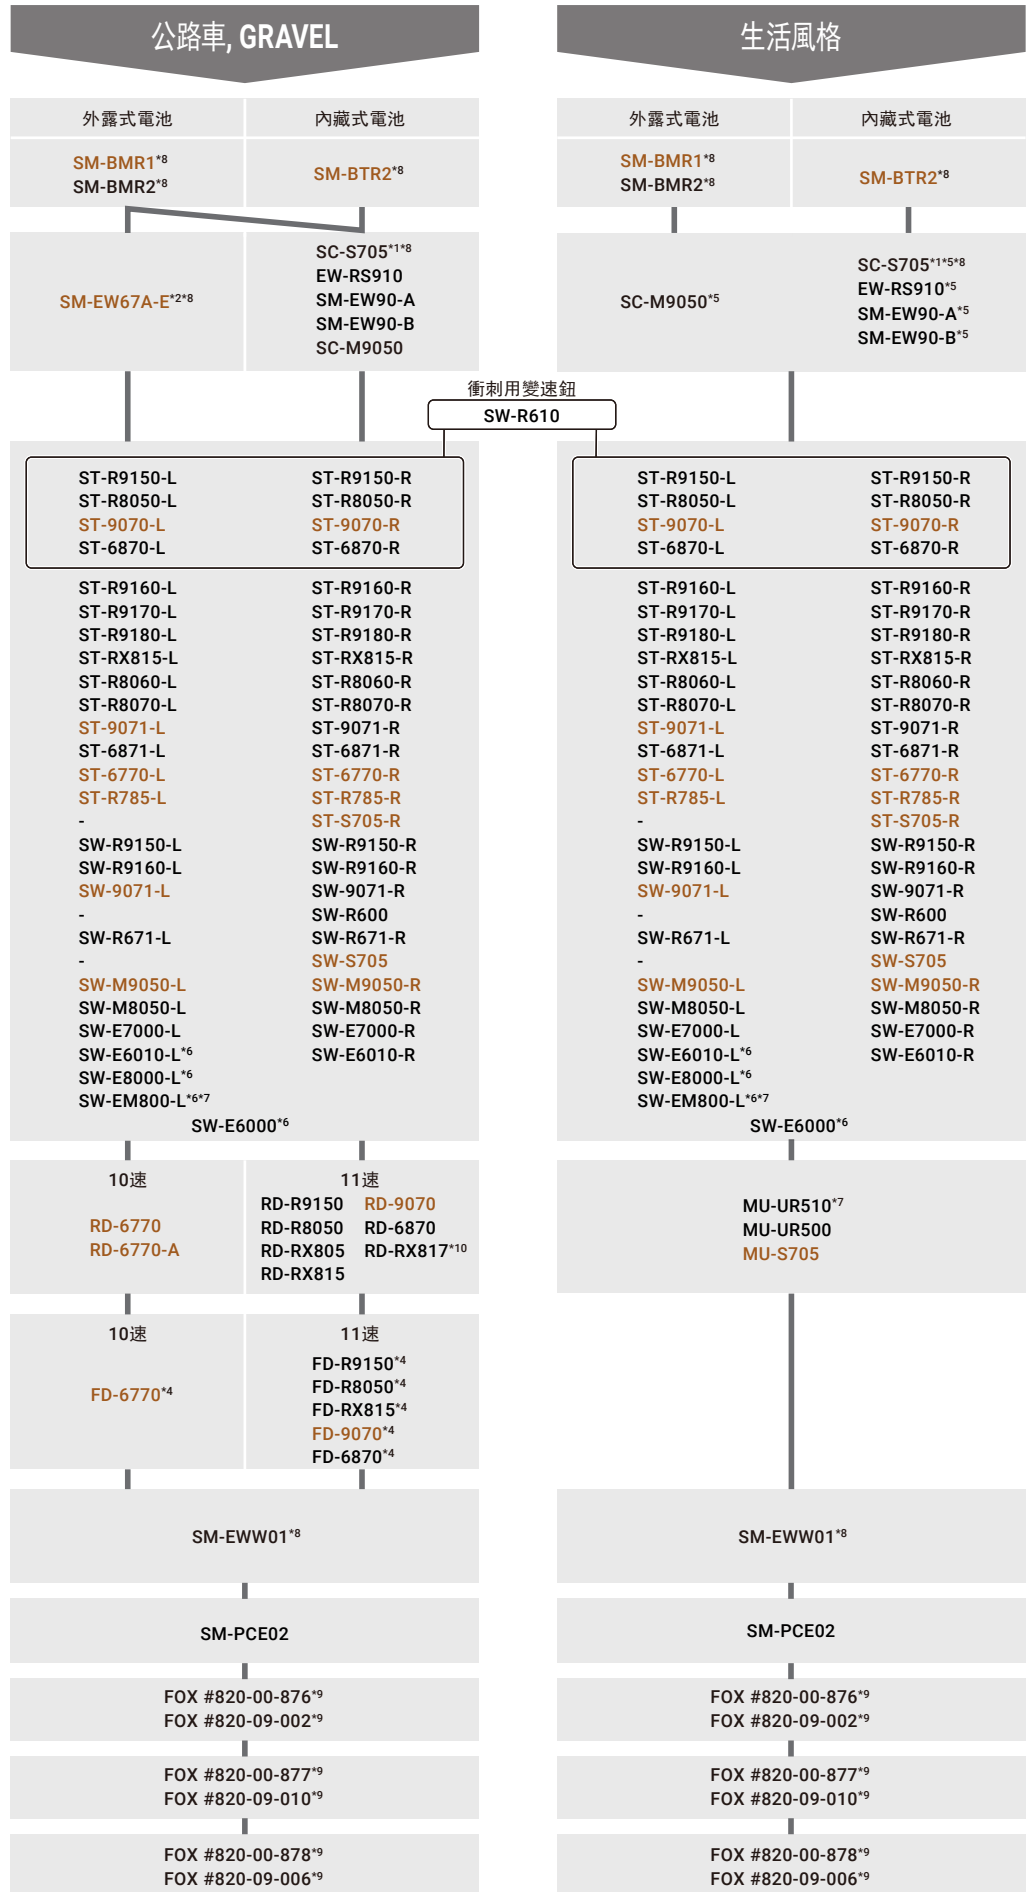 公路車, GRAVEL
外露式電池
內藏式電池
SM-BMR1*8
SM-BMR2*8
SM-BTR2*8
SM-EW67A-E*2*8
SC-S705*1*8
EW-RS910
SM-EW90-A
SM-EW90-B
SC-M9050
衝刺用變速鈕
SW-R610
ST-R9150-L ST-R9150-R
ST-R8050-L ST-R8050-R
ST-9070-L ST-9070-R
ST-6870-L ST-6870-R
ST-R9160-L ST-R9160-R
ST-R9170-L ST-R9170-R
ST-R9180-L ST-R9180-R
ST-RX815-L ST-RX815-R
ST-R8060-L ST-R8060-R
ST-R8070-L ST-R8070-R
ST-9071-L ST-9071-R
ST-6871-L ST-6871-R
ST-6770-L ST-6770-R
ST-R785-L ST-R785-R
- ST-S705-R
SW-R9150-L SW-R9150-R
SW-R9160-L SW-R9160-R
SW-9071-L SW-9071-R
- SW-R600
SW-R671-L SW-R671-R
- SW-S705
SW-M9050-L SW-M9050-R
SW-M8050-L SW-M8050-R
SW-E7000-L SW-E7000-R
SW-E6010-L*6 SW-E6010-R
SW-E8000-L*6
SW-EM800-L*6*7
SW-E6000*6
10速
RD-6770
RD-6770-A
11速
RD-R9150 RD-9070
RD-R8050 RD-6870
RD-RX805 RD-RX817*10
RD-RX815
10速
FD-6770*4
11速
FD-R9150*4
FD-R8050*4
FD-RX815*4
FD-9070*4
FD-6870*4
SM-EWW01*8
SM-PCE02
FOX #820-00-876*9
FOX #820-09-002*9
FOX #820-00-877*9
FOX #820-09-010*9
FOX #820-00-878*9
FOX #820-09-006*9
生活風格
外露式電池
內藏式電池
SM-BMR1*8
SM-BMR2*8
SM-BTR2*8
SC-M9050*5
SC-S705*1*5*8
EW-RS910*5
SM-EW90-A*5
SM-EW90-B*5
ST-R9150-L ST-R9150-R
ST-R8050-L ST-R8050-R
ST-9070-L ST-9070-R
ST-6870-L ST-6870-R
ST-R9160-L ST-R9160-R
ST-R9170-L ST-R9170-R
ST-R9180-L ST-R9180-R
ST-RX815-L ST-RX815-R
ST-R8060-L ST-R8060-R
ST-R8070-L ST-R8070-R
ST-9071-L ST-9071-R
ST-6871-L ST-6871-R
ST-6770-L ST-6770-R
ST-R785-L ST-R785-R
- ST-S705-R
SW-R9150-L SW-R9150-R
SW-R9160-L SW-R9160-R
SW-9071-L SW-9071-R
- SW-R600
SW-R671-L SW-R671-R
- SW-S705
SW-M9050-L SW-M9050-R
SW-M8050-L SW-M8050-R
SW-E7000-L SW-E7000-R
SW-E6010-L*6 SW-E6010-R
SW-E8000-L*6
SW-EM800-L*6*7
SW-E6000*6
MU-UR510*7
MU-UR500
MU-S705
SM-EWW01*8
SM-PCE02
FOX #820-00-876*9
FOX #820-09-002*9
FOX #820-00-877*9
FOX #820-09-010*9
FOX #820-00-878*9
FOX #820-09-006*9